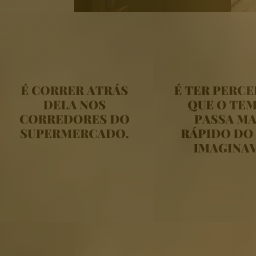 É CORRER ATRÁS
DELA NOS
CORREDORES DO
SUPERMERCADO.
É TER
QUE O
PASSA
RÁPIDO DO